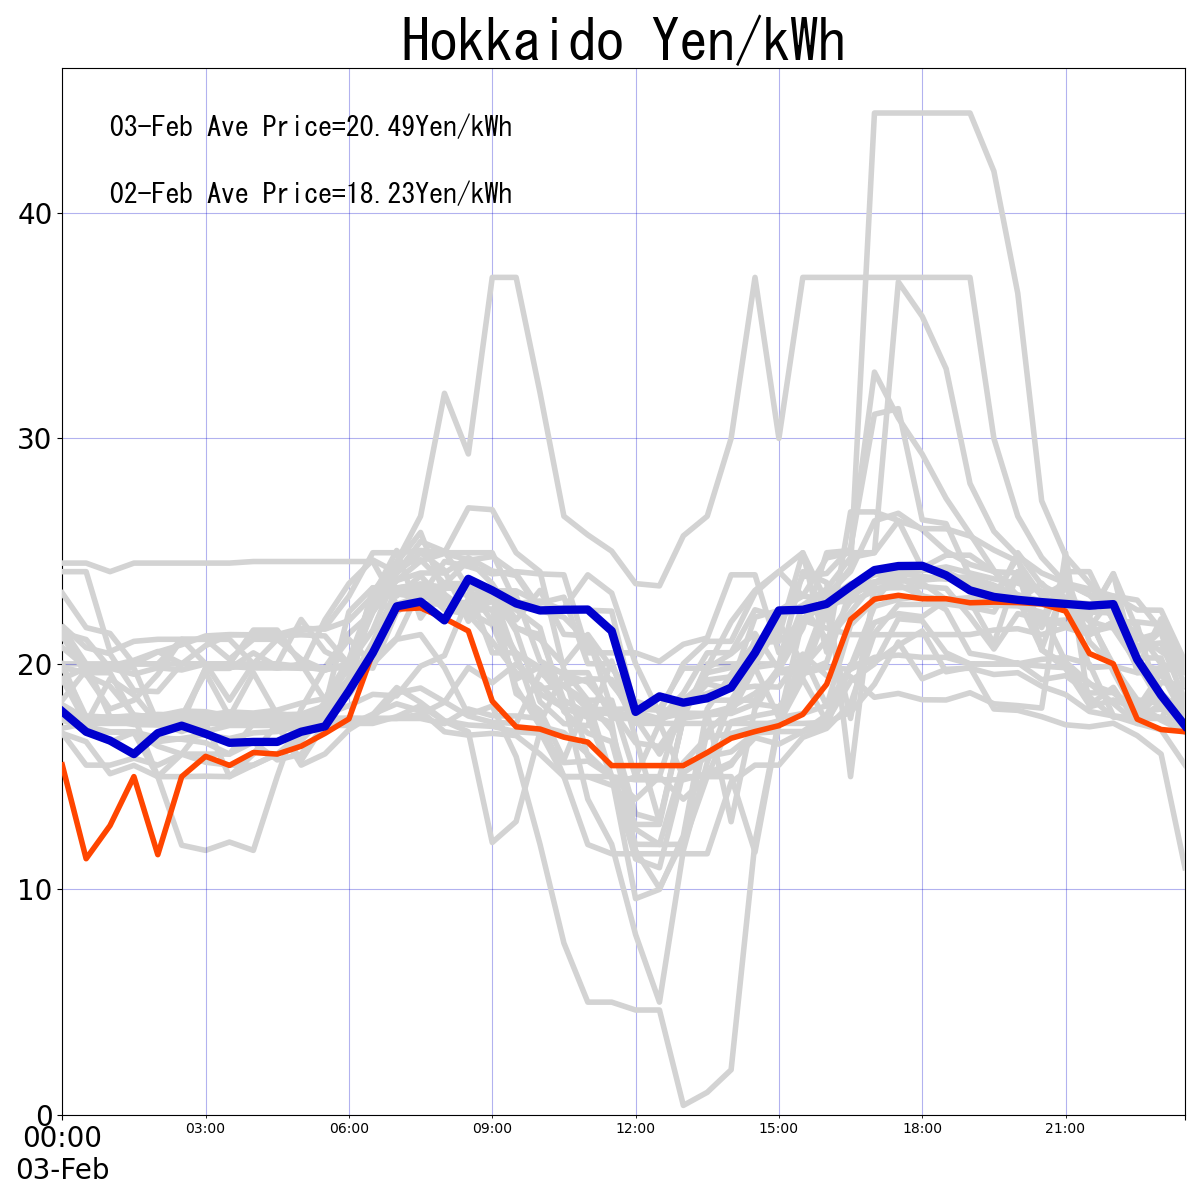 Hokkaido Yen/kWh
03-Feb Ave Price=20.49Yen/kWh
02-Feb Ave Price=18.23Yen/kWh
40
30
20
10
0
00:00 03:00 06:00 09:00 12:00 15:00 18:00 21:00
03-Feb